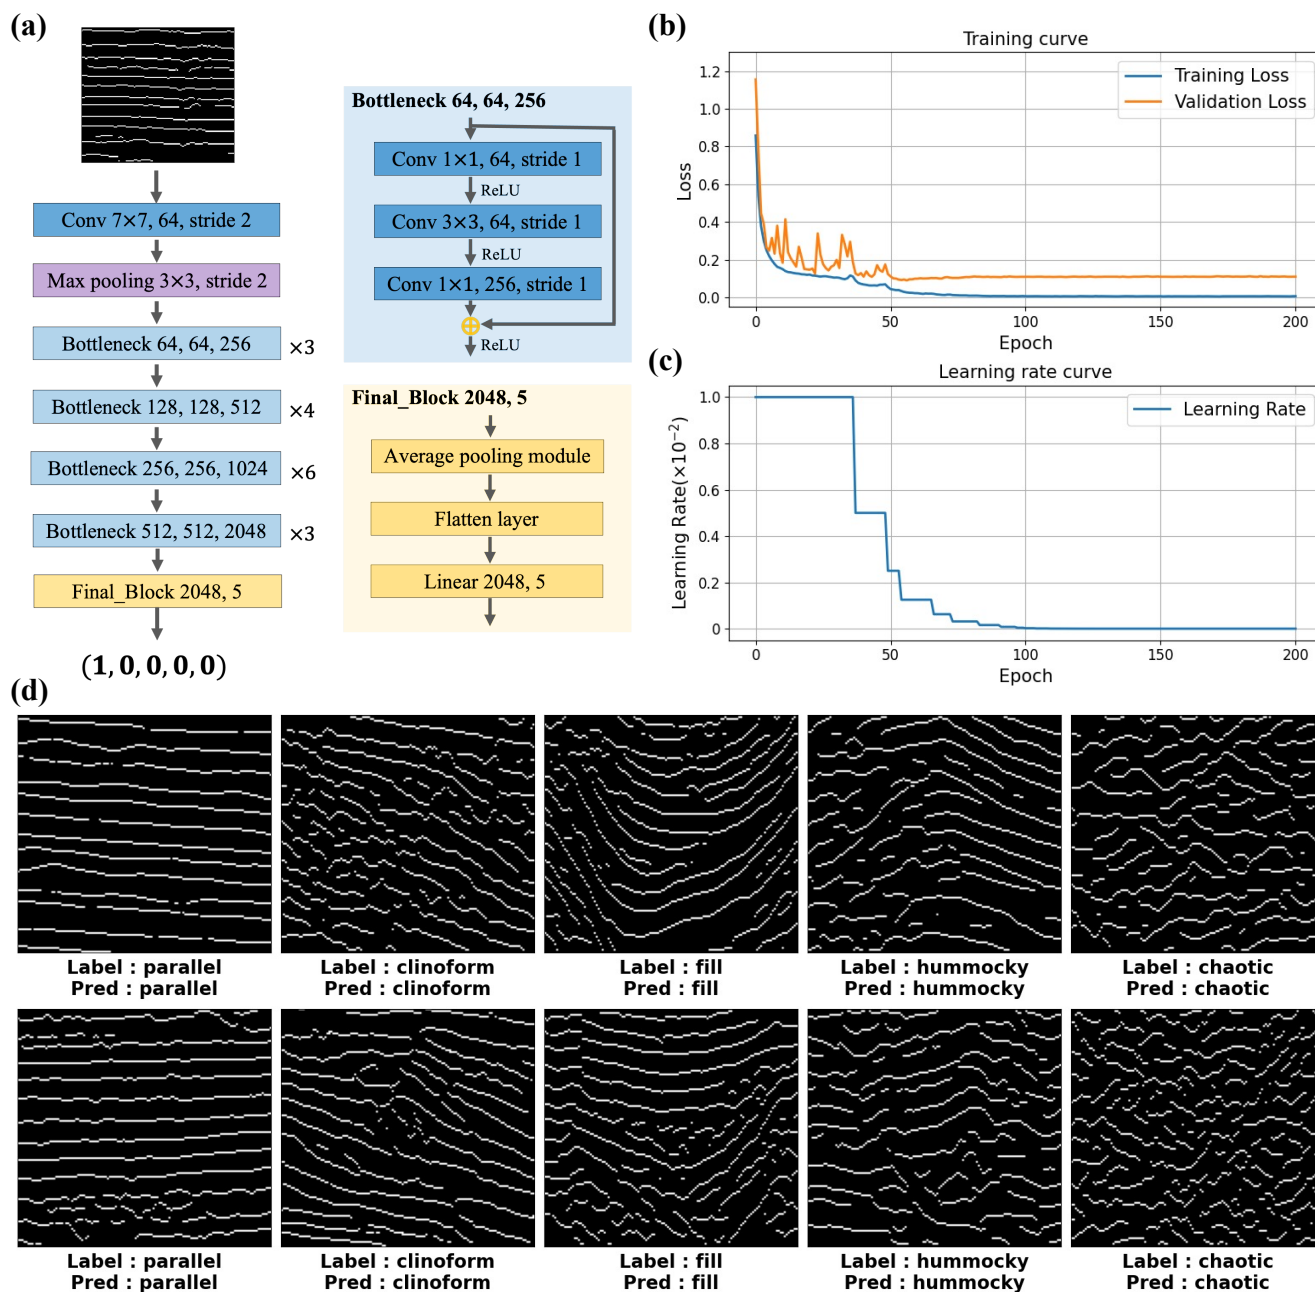 (a)
Conv 7×7, 64, stride 2
Max pooling 3×3, stride 2
Bottleneck 64, 64, 256 ×3
Bottleneck 128, 128, 512 ×4
Bottleneck 256, 256, 1024 ×6
Bottleneck 512, 512, 2048 ×3
Final_Block 2048, 5
(1, 0, 0, 0, 0)
Bottleneck 64, 64, 256
Conv 1×1, 64, stride 1
ReLU
Conv 3×3, 64, stride 1
ReLU
Conv 1×1, 256, stride 1
ReLU
Final_Block 2048, 5
Average pooling module
Flatten layer
Linear 2048, 5
(b)
Training curve
Training Loss
Validation Loss
Loss
1.2
1.0
0.8
0.6
0.4
0.2
0.0
0 50 100 150 200
Epoch
(c)
Learning rate curve
Learning Rate
Learning Rate(×10⁻²)
1.0
0.8
0.6
0.4
0.2
0
0 50 100 150 200
Epoch
(d)
Label : parallel Label : clinoform Label : fill Label : hummocky Label : chaotic
Pred : parallel Pred : clinoform Pred : fill Pred : hummocky Pred : chaotic
Label : parallel Label : clinoform Label : fill Label : hummocky Label : chaotic
Pred : parallel Pred : clinoform Pred : fill Pred : hummocky Pred : chaotic